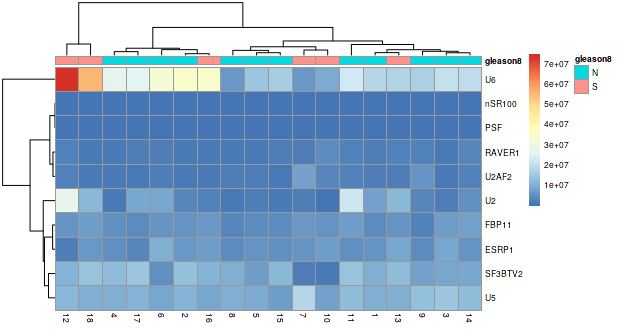 gleason8
U6
nSR100
PSF
RAVER1
U2AF2
U2
FBP11
ESRP1
SF3BTV2
U5
12 18 4 17 6 2 16 8 5 15 7 10 11 1 13 9 3 14
7e+07
6e+07
5e+07
4e+07
3e+07
2e+07
1e+07
gleason8
N
S